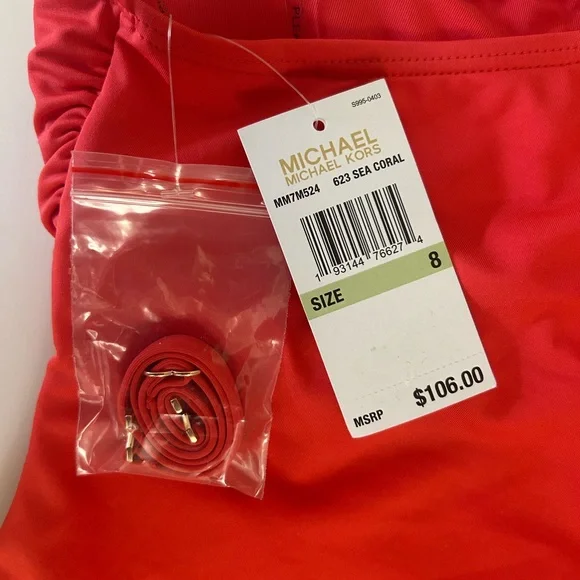 S995-0403
MICHAEL
MICHAEL KORS
MM7M524 623 SEA CORAL
1 93144 76627 4
SIZE 8
MSRP $106.00